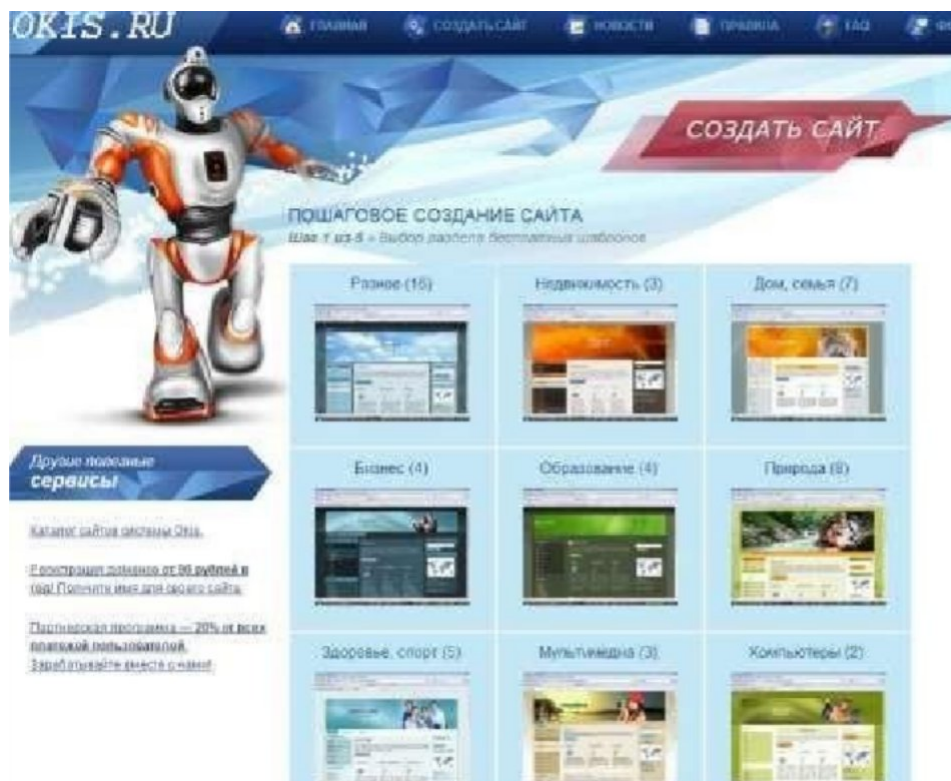 OKIS.RU
ГЛАВНАЯ
СОЗДАТЬ САЙТ
НОВОСТИ
ПРАВИЛА
FAQ
СОЗДАТЬ САЙТ
ПОШАГОВОЕ СОЗДАНИЕ САЙТА
Шаг 1 из 5 » Выбор раздела бесплатных шаблонов
Разное (15)
Недвижимость (3)
Дом, семья (7)
Бизнес (4)
Образование (4)
Природа (8)
Здоровье, спорт (5)
Мультимедиа (3)
Компьютеры (2)
Другие полезные
сервисы
Каталог сайтов системы Okis.
Регистрация доменов от 90 рублей в
год! Получите имя для своего сайта.
Партнерская программа — 20% от всех
платежей пользователей.
Зарабатывайте вместе с нами!